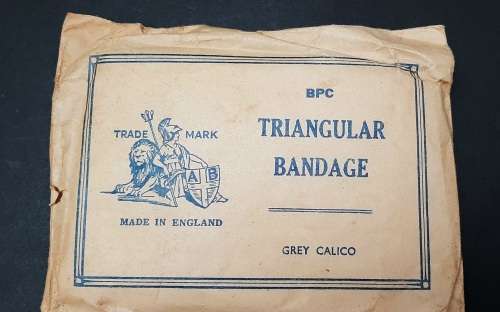 TRADE MARK
A B
MADE IN ENGLAND
BPC
TRIANGULAR
BANDAGE
GREY CALICO